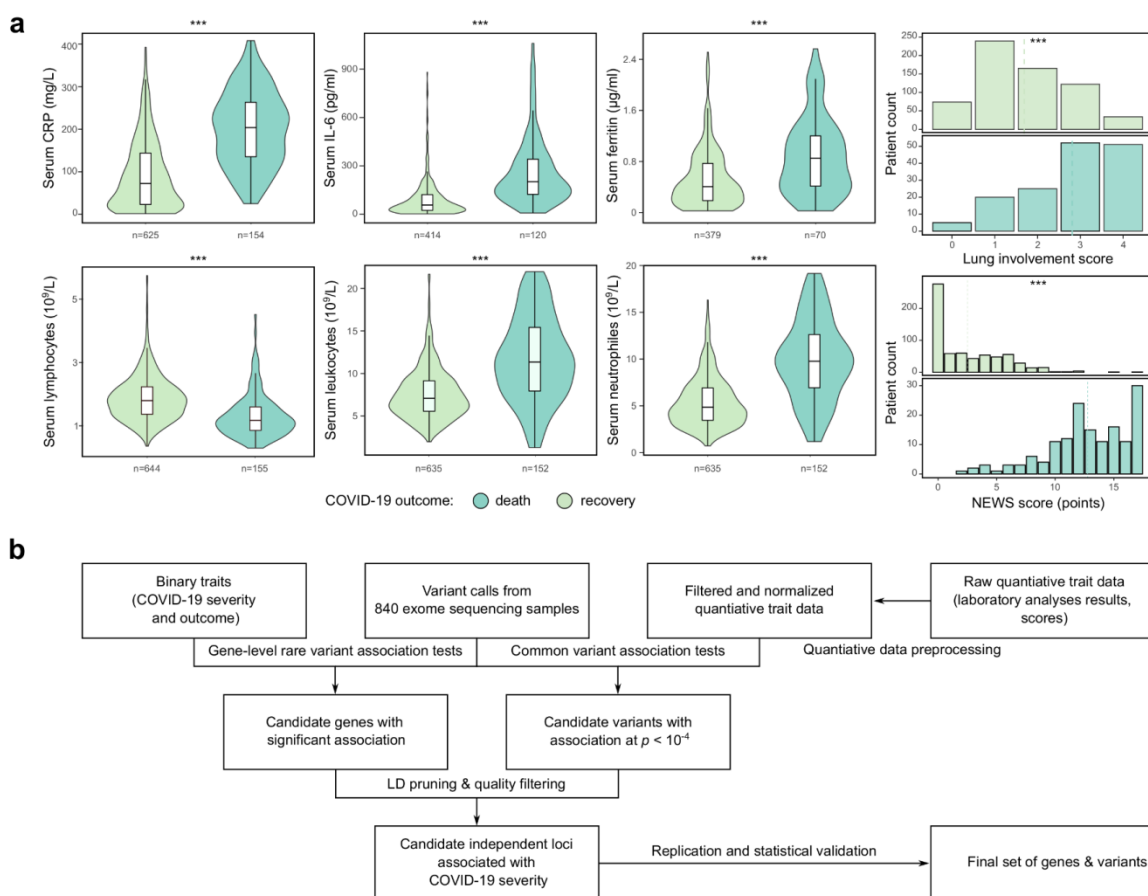 a
***
***
***
Serum CRP (mg/L)
400
300
200
100
0
n=625
n=154
Serum IL-6 (pg/ml)
900
600
300
0
n=414
n=120
Serum ferritin (μg/ml)
2.4
1.6
0.8
0
n=379
n=70
Patient count
250
200
150
100
50
0
***
50
40
30
20
10
0
0 1 2 3 4
Lung involvement score
***
***
***
Serum lymphocytes (10⁹/L)
5
3
1
n=644
n=155
Serum leukocytes (10⁹/L)
20
15
10
5
n=635
n=152
Serum neutrophiles (10⁹/L)
20
15
10
5
0
n=635
n=152
Patient count
200
100
0
***
30
20
10
0
0 5 10 15
NEWS score (points)
COVID-19 outcome: death recovery
b
Binary traits
(COVID-19 severity
and outcome)
Variant calls from
840 exome sequencing samples
Filtered and normalized
quantitative trait data
Raw quantitative trait data
(laboratory analyses results,
scores)
Gene-level rare variant association tests
Common variant association tests
Quantiative data preprocessing
Candidate genes with
significant association
Candidate variants with
association at p < 10⁻⁴
LD pruning & quality filtering
Candidate independent loci
associated with
COVID-19 severity
Replication and statistical validation
Final set of genes & variants